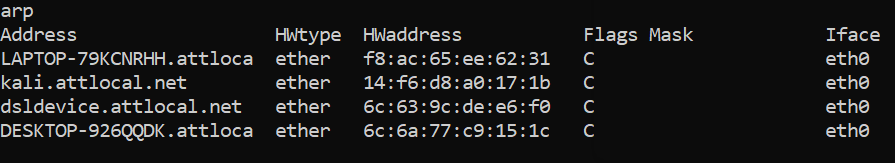 arp
Address HWtype HWaddress Flags Mask Iface
LAPTOP-79KCNRHH.attloca ether f8:ac:65:ee:62:31 C eth0
kali.attlocal.net ether 14:f6:d8:a0:17:1b C eth0
dsldevice.attlocal.net ether 6c:63:9c:de:e6:f0 C eth0
DESKTOP-926QQDK.attloca ether 6c:6a:77:c9:15:1c C eth0